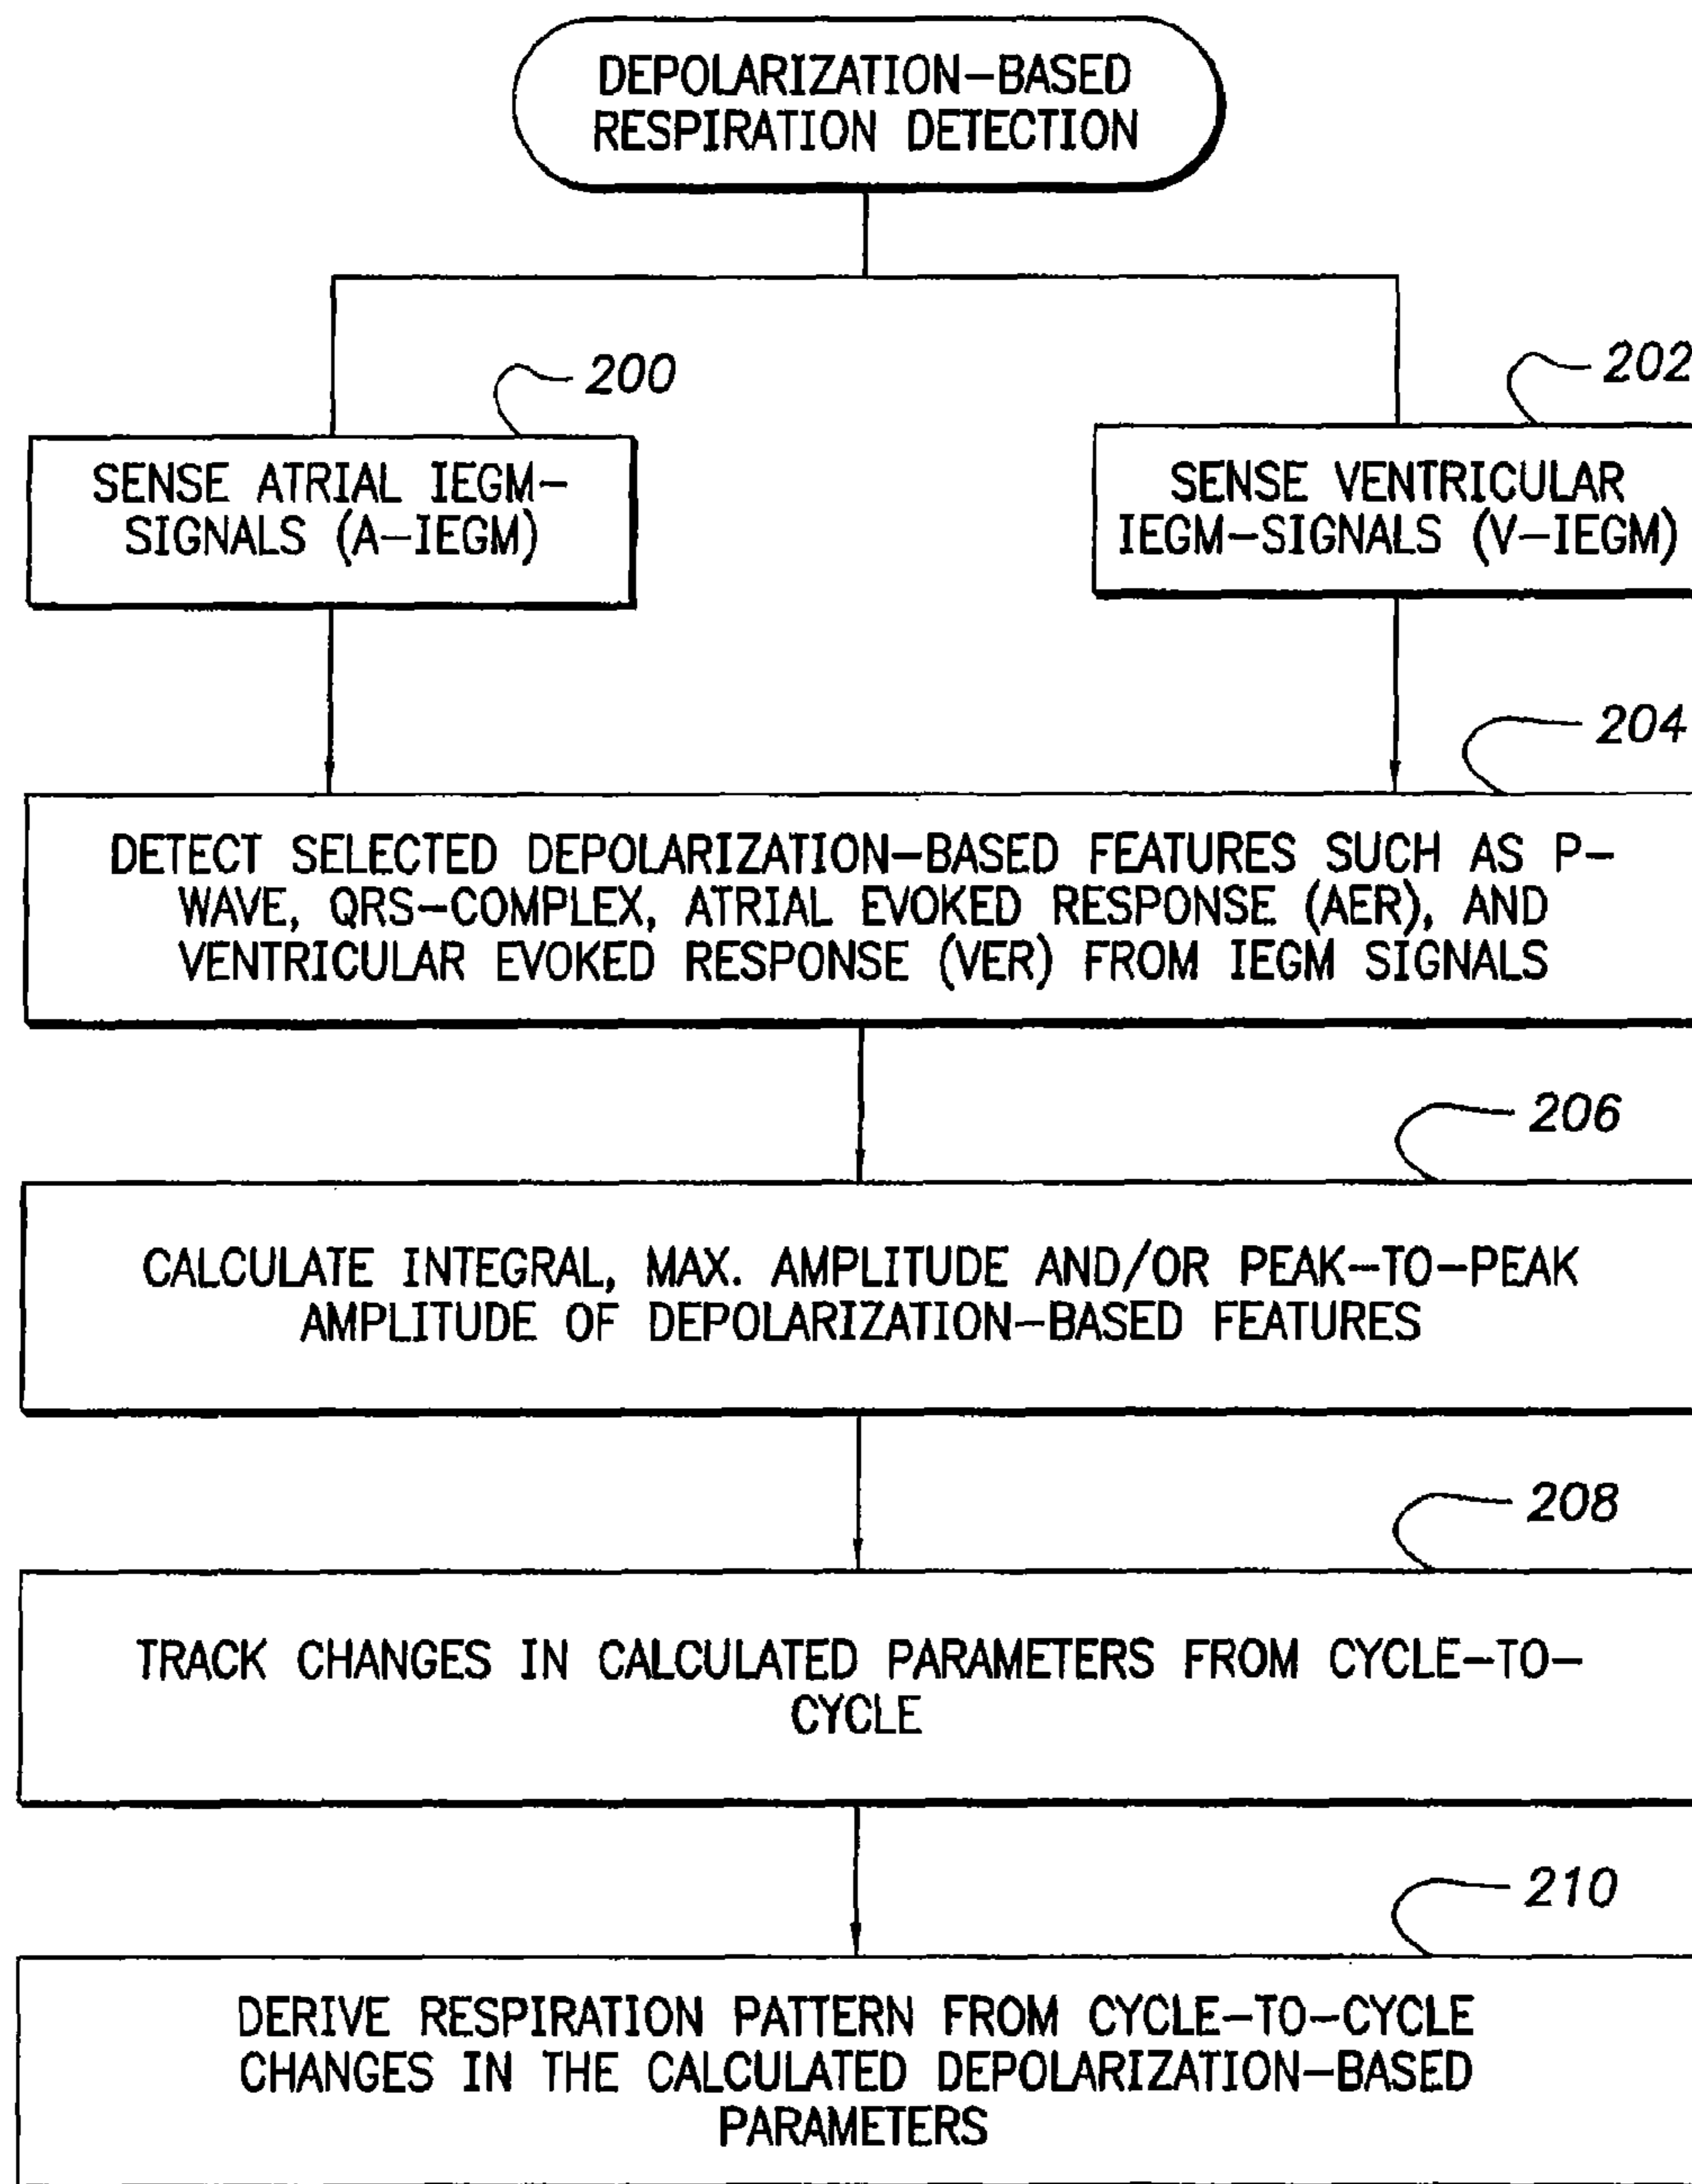 DEPOLARIZATION-BASED
RESPIRATION DETECTION
200
202
SENSE ATRIAL IEGM-
SIGNALS (A-IEGM)
SENSE VENTRICULAR
IEGM-SIGNALS (V-IEGM)
204
DETECT SELECTED DEPOLARIZATION-BASED FEATURES SUCH AS P-
WAVE, QRS-COMPLEX, ATRIAL EVOKED RESPONSE (AER), AND
VENTRICULAR EVOKED RESPONSE (VER) FROM IEGM SIGNALS
206
CALCULATE INTEGRAL, MAX. AMPLITUDE AND/OR PEAK-TO-PEAK
AMPLITUDE OF DEPOLARIZATION-BASED FEATURES
208
TRACK CHANGES IN CALCULATED PARAMETERS FROM CYCLE-TO-
CYCLE
210
DERIVE RESPIRATION PATTERN FROM CYCLE-TO-CYCLE
CHANGES IN THE CALCULATED DEPOLARIZATION-BASED
PARAMETERS